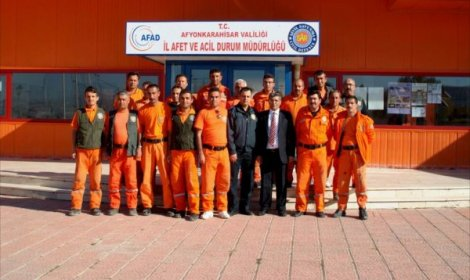 AFAD
T.C.
AFYONKARAHİSAR VALİLİĞİ
İL AFET VE ACİL DURUM MÜDÜRLÜĞÜ